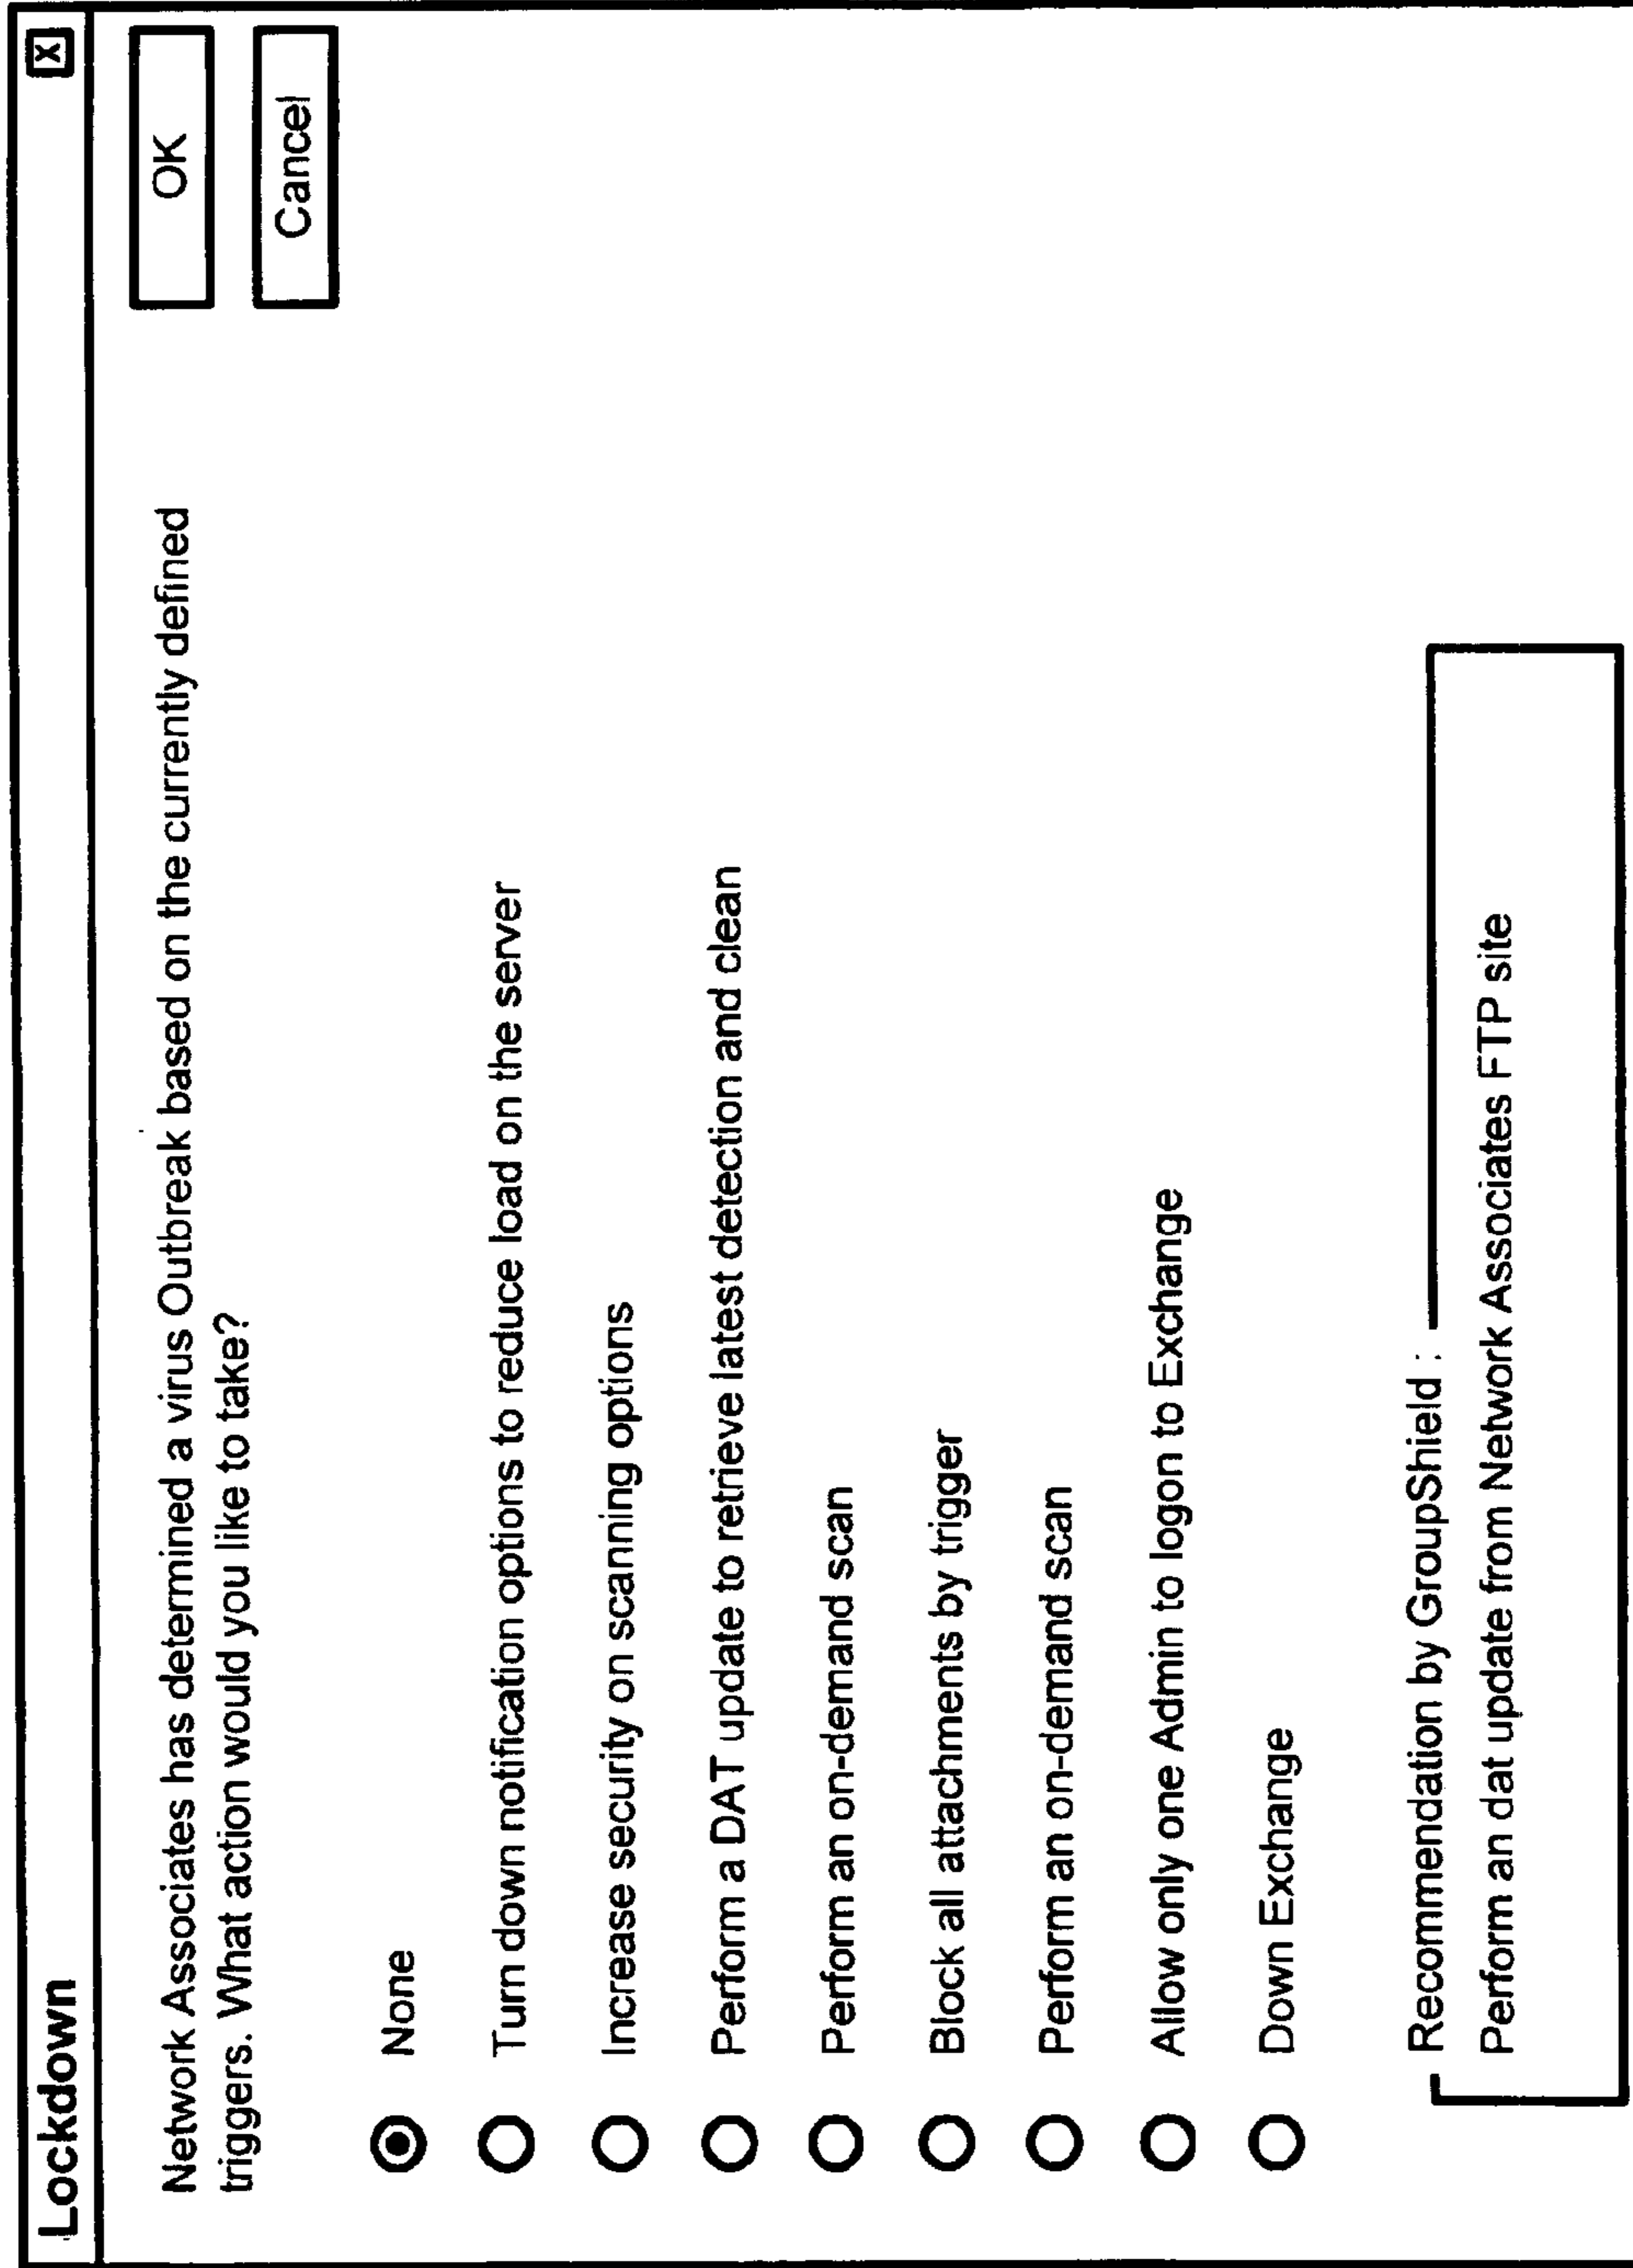 Lockdown
X
Network Associates has determined a virus Outbreak based on the currently defined
triggers. What action would you like to take?
OK
Cancel
None
Turn down notification options to reduce load on the server
Increase security on scanning options
Perform a DAT update to retrieve latest detection and clean
Perform an on-demand scan
Block all attachments by trigger
Perform an on-demand scan
Allow only one Admin to logon to Exchange
Down Exchange
Recommendation by GroupShield :
Perform an dat update from Network Associates FTP site